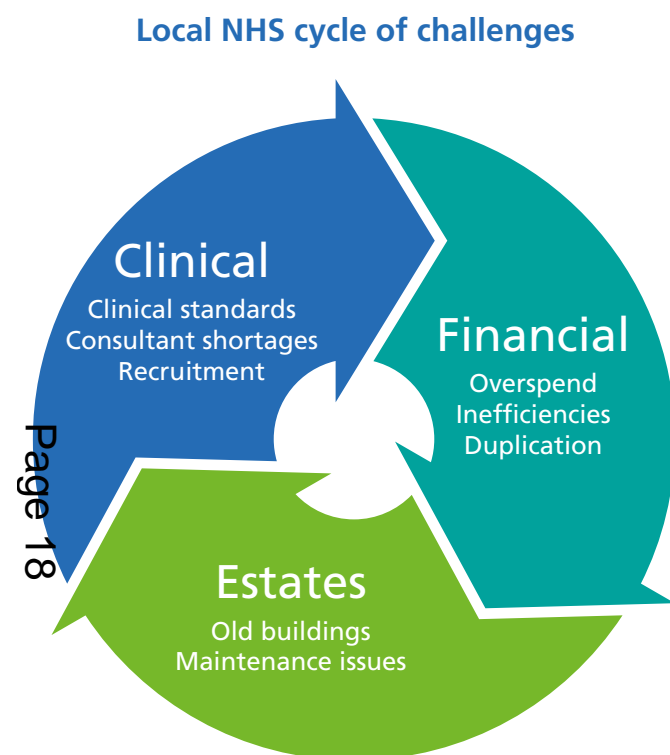 Local NHS cycle of challenges
Clinical
Clinical standards
Consultant shortages
Recruitment
Financial
Overspend
Inefficiencies
Duplication
Estates
Old buildings
Maintenance issues
Page 18